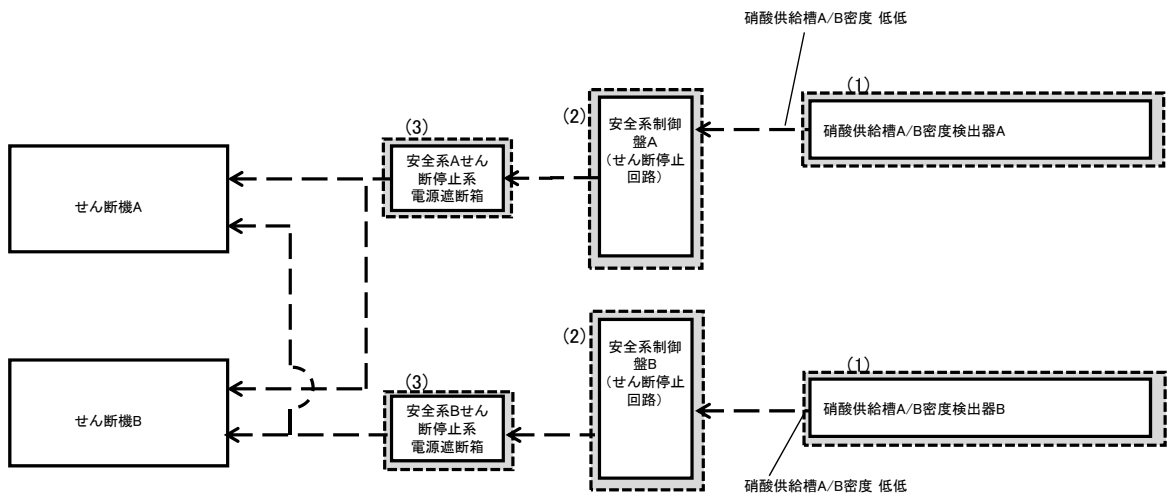 硝酸供給槽A/B密度 低低
(1)
硝酸供給槽A/B密度検出器A
(2)
安全系制御
盤A
(せん断停止
回路)
(3)
安全系Aせん
断停止系
電源遮断箱
せん断機A
(1)
硝酸供給槽A/B密度検出器B
(2)
安全系制御
盤B
(せん断停止
回路)
(3)
安全系Bせん
断停止系
電源遮断箱
せん断機B
硝酸供給槽A/B密度 低低